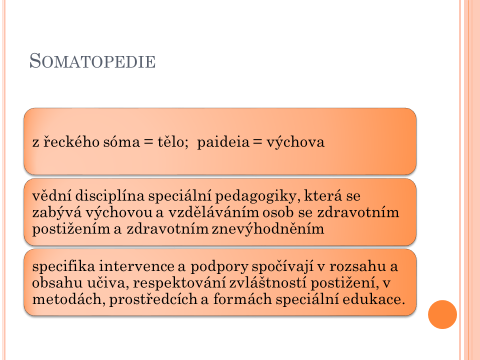 SOMATOPEDIE
z řeckého sóma = tělo; paideia = výchova
vědní disciplína speciální pedagogiky, která se
zabývá výchovou a vzděláváním osob se zdravotním
postižením a zdravotním znevýhodněním
specifika intervence a podpory spočívají v rozsahu a
obsahu učiva, respektování zvláštností postižení, v
metodách, prostředcích a formách speciální edukace.